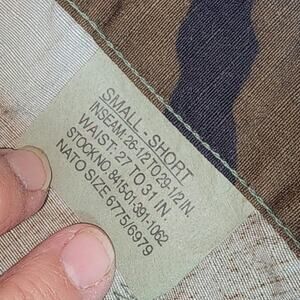 SMALL - SHORT
INSEAM: 26-1/2 TO 29-1/2 IN.
WAIST: 27 TO 31 IN
STOCK NO. 8415-01-391-1062
NATO SIZE 6775/6979